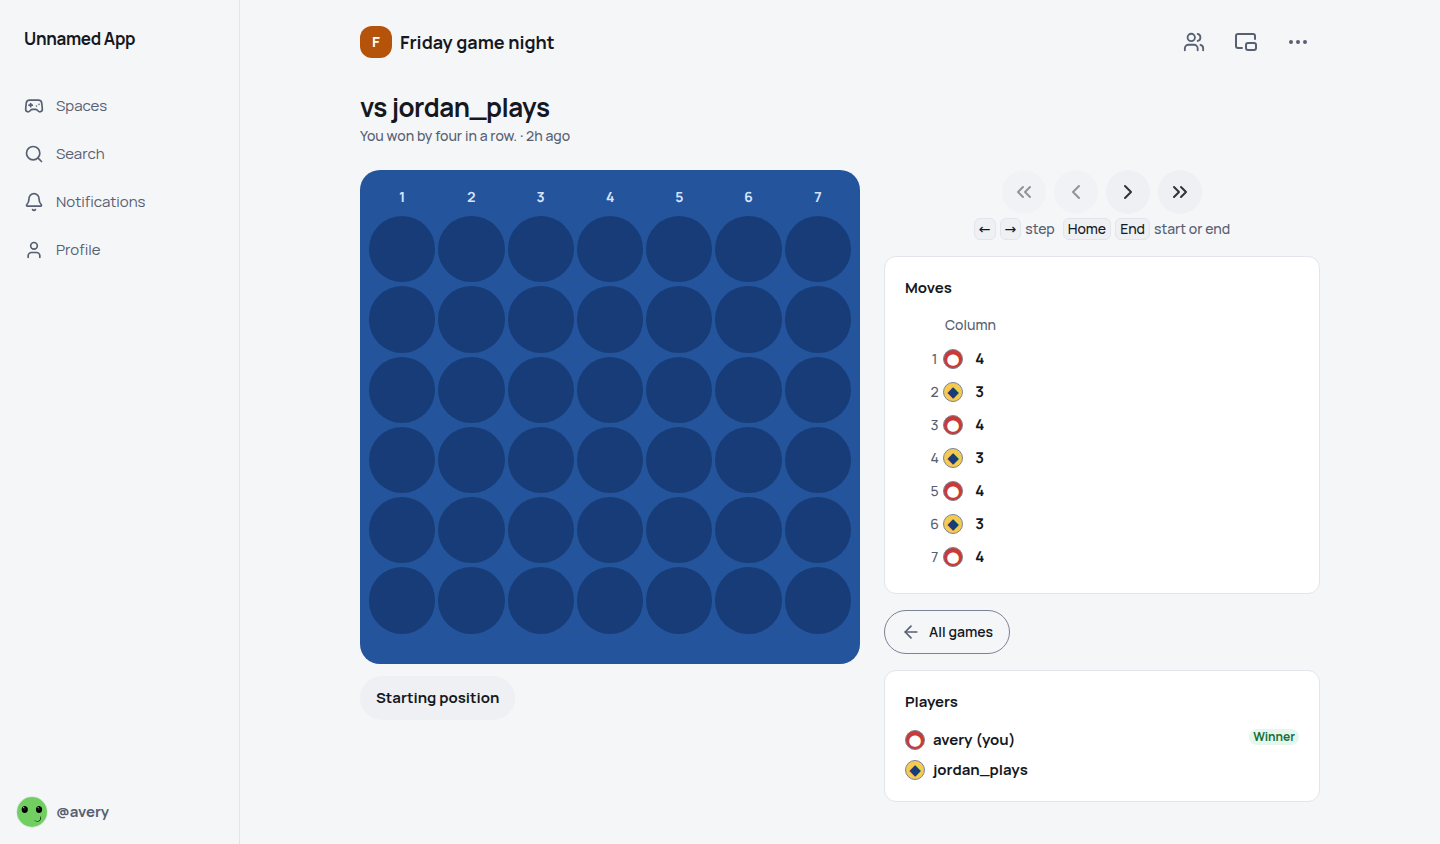 Unnamed App
Spaces
Search
Notifications
Profile
@avery
F Friday game night
vs jordan_plays
You won by four in a row. · 2h ago
1 2 3 4 5 6 7
Starting position
← → step Home End start or end
Moves
Column
1 4
2 3
3 4
4 3
5 4
6 3
7 4
← All games
Players
avery (you) Winner
jordan_plays